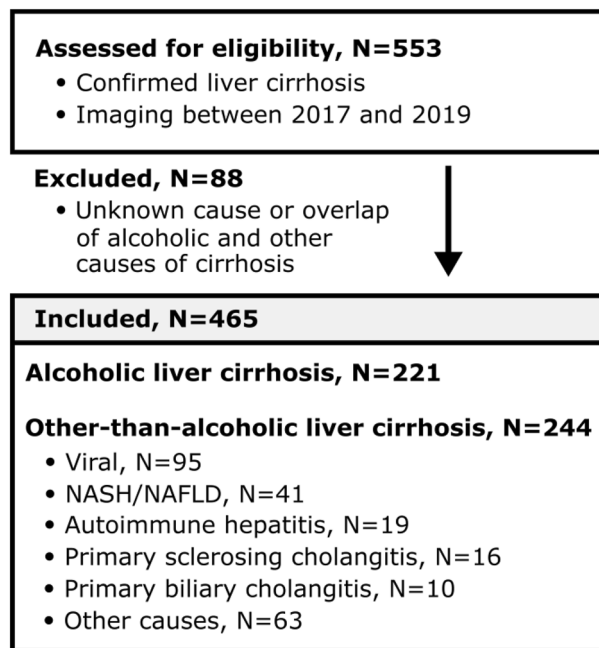 Assessed for eligibility, N=553
• Confirmed liver cirrhosis
• Imaging between 2017 and 2019
Excluded, N=88
• Unknown cause or overlap
of alcoholic and other
causes of cirrhosis
Included, N=465
Alcoholic liver cirrhosis, N=221
Other-than-alcoholic liver cirrhosis, N=244
• Viral, N=95
• NASH/NAFLD, N=41
• Autoimmune hepatitis, N=19
• Primary sclerosing cholangitis, N=16
• Primary biliary cholangitis, N=10
• Other causes, N=63